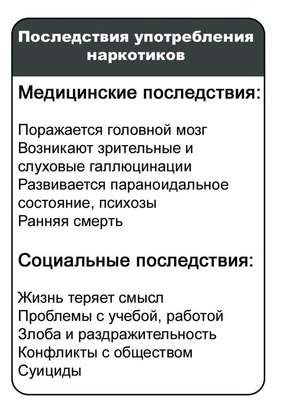 Последствия употребления
наркотиков
Медицинские последствия:
Поражается головной мозг
Возникают зрительные и
слуховые галлюцинации
Развивается параноидальное
состояние, психозы
Ранняя смерть
Социальные последствия:
Жизнь теряет смысл
Проблемы с учебой, работой
Злоба и раздражительность
Конфликты с обществом
Суициды